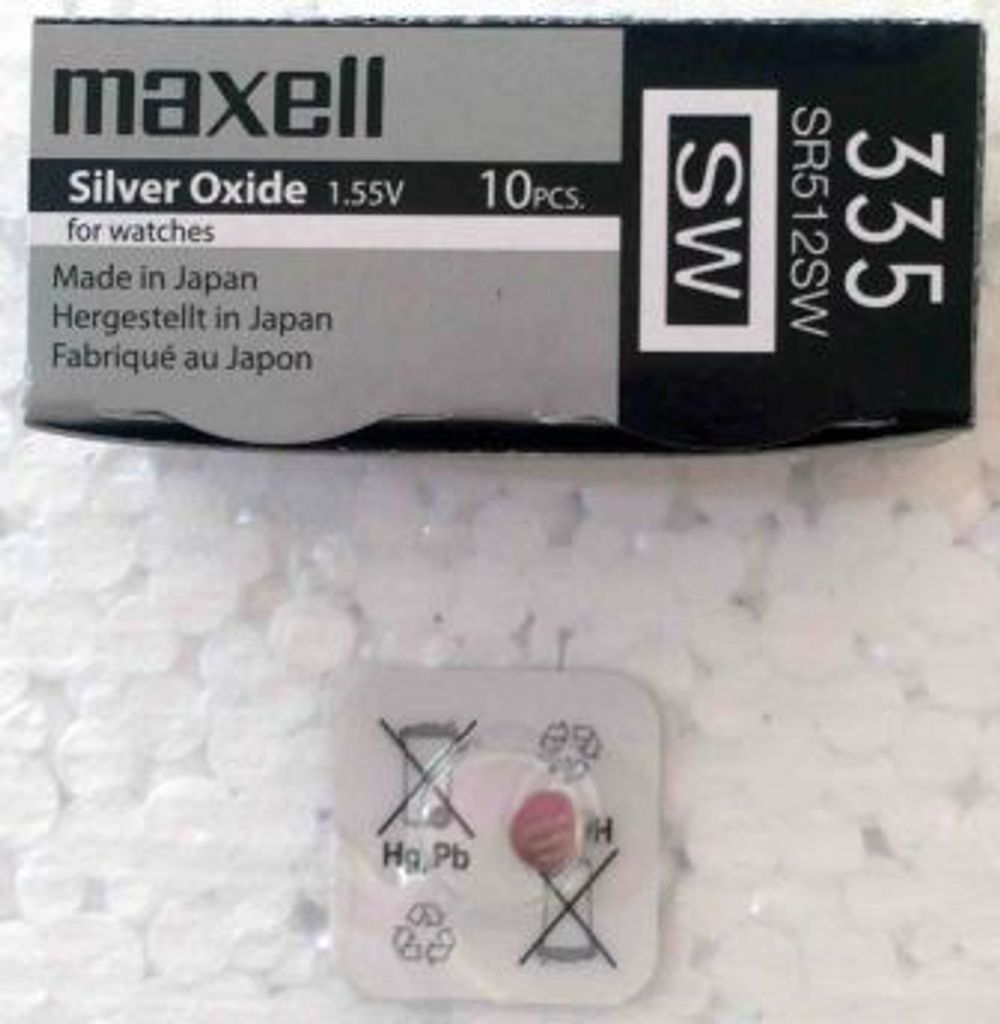 maxell
Silver Oxide 1.55V 10PCS.
for watches
Made in Japan
Hergestellt in Japan
Fabriqué au Japon
335
SR512SW
SW
Hg, Pb